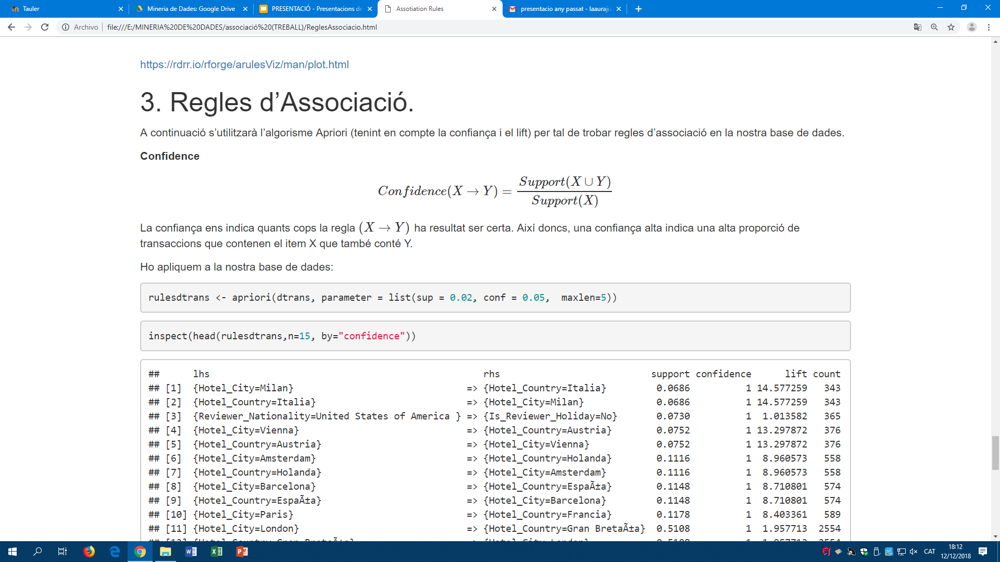 Tauler
Mineria de Dades: Google Drive
PRESENTACIÓ - Presentacions de
Assotiation Rules
presentacio any passat - laauraju
Archivo
file:///E:/MINERIA%20DE%20DADES/associació%20(TREBALL)/ReglesAssociacio.html
https://rdrr.io/rforge/arulesViz/man/plot.html
3. Regles d’Associació.
A continuació s’utilitzarà l’algorisme Apriori (tenint en compte la confiança i el lift) per tal de trobar regles d’associació en la nostra base de dades.
Confidence
Confidence(X → Y) = Support(X ∪ Y) / Support(X)
La confiança ens indica quants cops la regla (X → Y) ha resultat ser certa. Així doncs, una confiança alta indica una alta proporció de
transaccions que contenen el item X que també conté Y.
Ho apliquem a la nostra base de dades:
rulesdtrans <- apriori(dtrans, parameter = list(sup = 0.02, conf = 0.05,  maxlen=5))
inspect(head(rulesdtrans,n=15, by="confidence"))
##      lhs                                                 rhs                           support confidence      lift count
## [1]  {Hotel_City=Milan}                               => {Hotel_Country=Italia}         0.0686          1 14.577259   343
## [2]  {Hotel_Country=Italia}                           => {Hotel_City=Milan}             0.0686          1 14.577259   343
## [3]  {Reviewer_Nationality=United States of America } => {Is_Reviewer_Holiday=No}       0.0730          1  1.013582   365
## [4]  {Hotel_City=Vienna}                              => {Hotel_Country=Austria}        0.0752          1 13.297872   376
## [5]  {Hotel_Country=Austria}                          => {Hotel_City=Vienna}            0.0752          1 13.297872   376
## [6]  {Hotel_City=Amsterdam}                           => {Hotel_Country=Holanda}        0.1116          1  8.960573   558
## [7]  {Hotel_Country=Holanda}                          => {Hotel_City=Amsterdam}         0.1116          1  8.960573   558
## [8]  {Hotel_City=Barcelona}                           => {Hotel_Country=EspaÃ±a}        0.1148          1  8.710801   574
## [9]  {Hotel_Country=EspaÃ±a}                          => {Hotel_City=Barcelona}         0.1148          1  8.710801   574
## [10] {Hotel_City=Paris}                               => {Hotel_Country=Francia}        0.1178          1  8.403361   589
## [11] {Hotel_City=London}                              => {Hotel_Country=Gran BretaÃ±a}  0.5108          1  1.957713  2554
CAT
18:12
12/12/2018